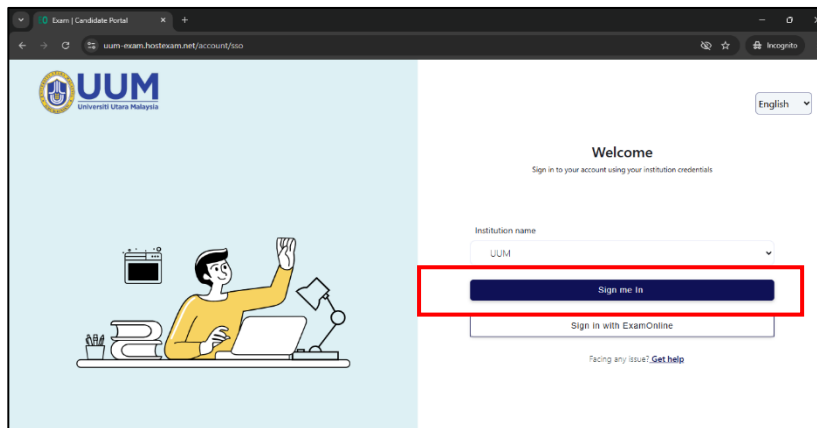 Exam | Candidate Portal
uum-exam.hostexam.net/account/sso
Incognito
UUM
Universiti Utara Malaysia
English
Welcome
Sign in to your account using your institution credentials
Institution name
UUM
Sign me In
Sign in with ExamOnline
Facing any issue? Get help